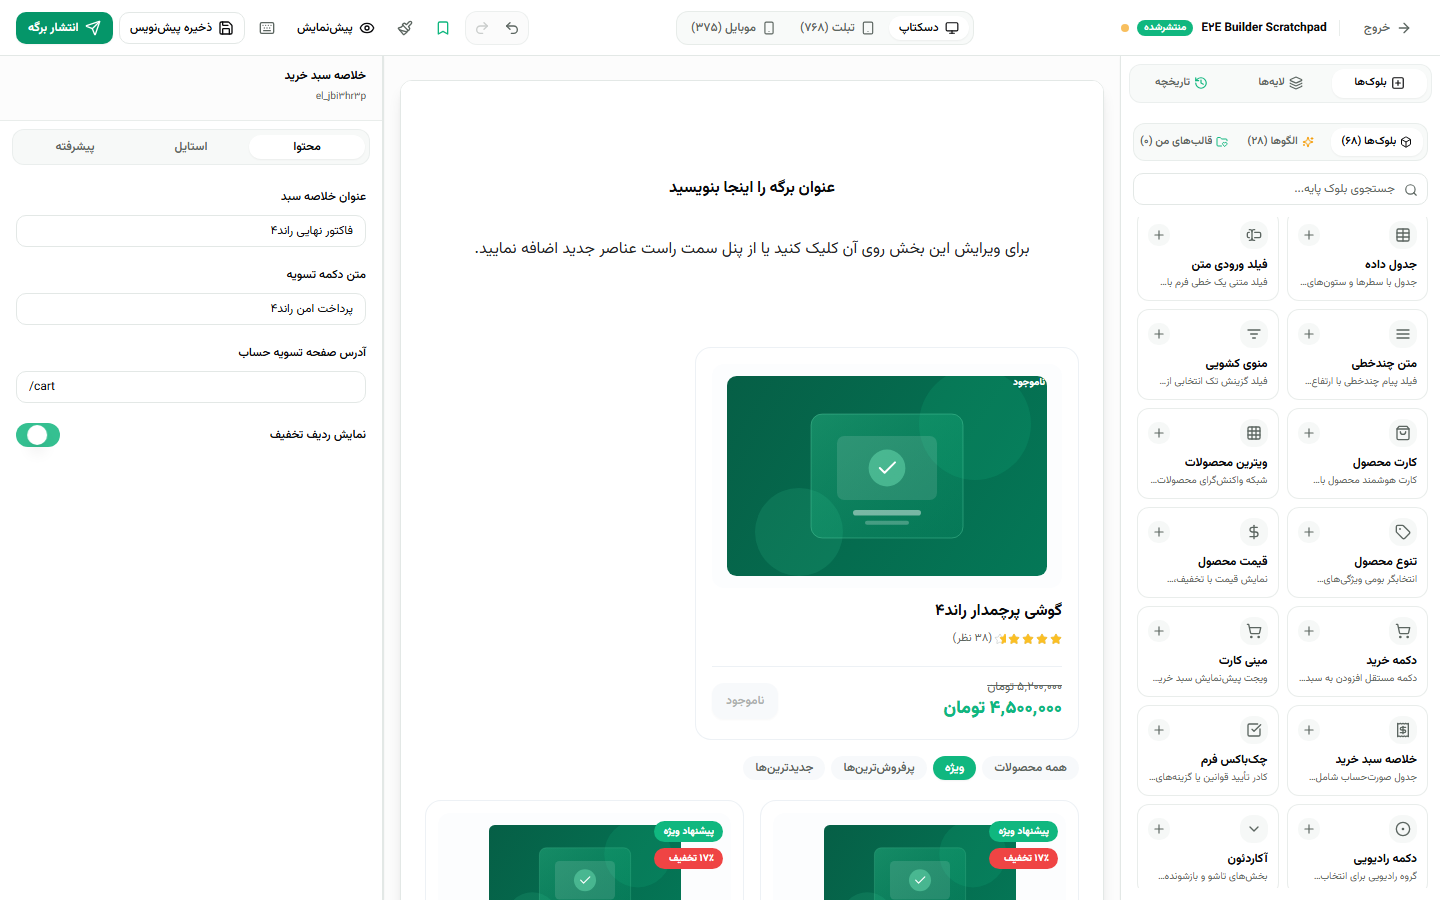 خروج
E۲E Builder Scratchpad
منتشرشده
دسکتاپ
تبلت (۷۶۸)
موبایل (۳۷۵)
پیش‌نمایش
ذخیره پیش‌نویس
انتشار برگه
بلوک‌ها
لایه‌ها
تاریخچه
بلوک‌ها (۶۸)
الگوها (۲۸)
قالب‌های من (۰)
جستجوی بلوک پایه...
جدول داده
جدول با سطرها و ستون‌های...
فیلد ورودی متن
فیلد متنی یک خطی فرم با...
متن چندخطی
فیلد پیام چندخطی با ارتفاع...
منوی کشویی
فیلد گزینش تک انتخابی از...
کارت محصول
کارت هوشمند محصول با...
ویترین محصولات
شبکه واکنش‌گرای محصولات...
تنوع محصول
انتخابگر بومی ویژگی‌های...
قیمت محصول
نمایش قیمت با تخفیف،...
دکمه خرید
دکمه مستقل افزودن به سبد...
مینی کارت
ویجت پیش‌نمایش سبد خرید...
خلاصه سبد خرید
جدول صورت‌حساب شامل...
چک‌باکس فرم
کادر تأیید قوانین یا گزینه‌های...
دکمه رادیویی
گروه رادیویی برای انتخاب...
آکاردئون
بخش‌های تاشو و بازشونده...
عنوان برگه را اینجا بنویسید
برای ویرایش این بخش روی آن کلیک کنید یا از پنل سمت راست عناصر جدید اضافه نمایید.
ناموجود
گوشی پرچمدار راند۴
(۳۸ نظر)
۵,۲۰۰,۰۰۰ تومان
۴,۵۰۰,۰۰۰ تومان
ناموجود
همه محصولات
ویژه
پرفروش‌ترین‌ها
جدیدترین‌ها
پیشنهاد ویژه
۱۷٪ تخفیف
پیشنهاد ویژه
۱۷٪ تخفیف
خلاصه سبد خرید
el_jbi۳hr۳p
محتوا
استایل
پیشرفته
عنوان خلاصه سبد
فاکتور نهایی راند۴
متن دکمه تسویه
پرداخت امن راند۴
آدرس صفحه تسویه حساب
/cart
نمایش ردیف تخفیف